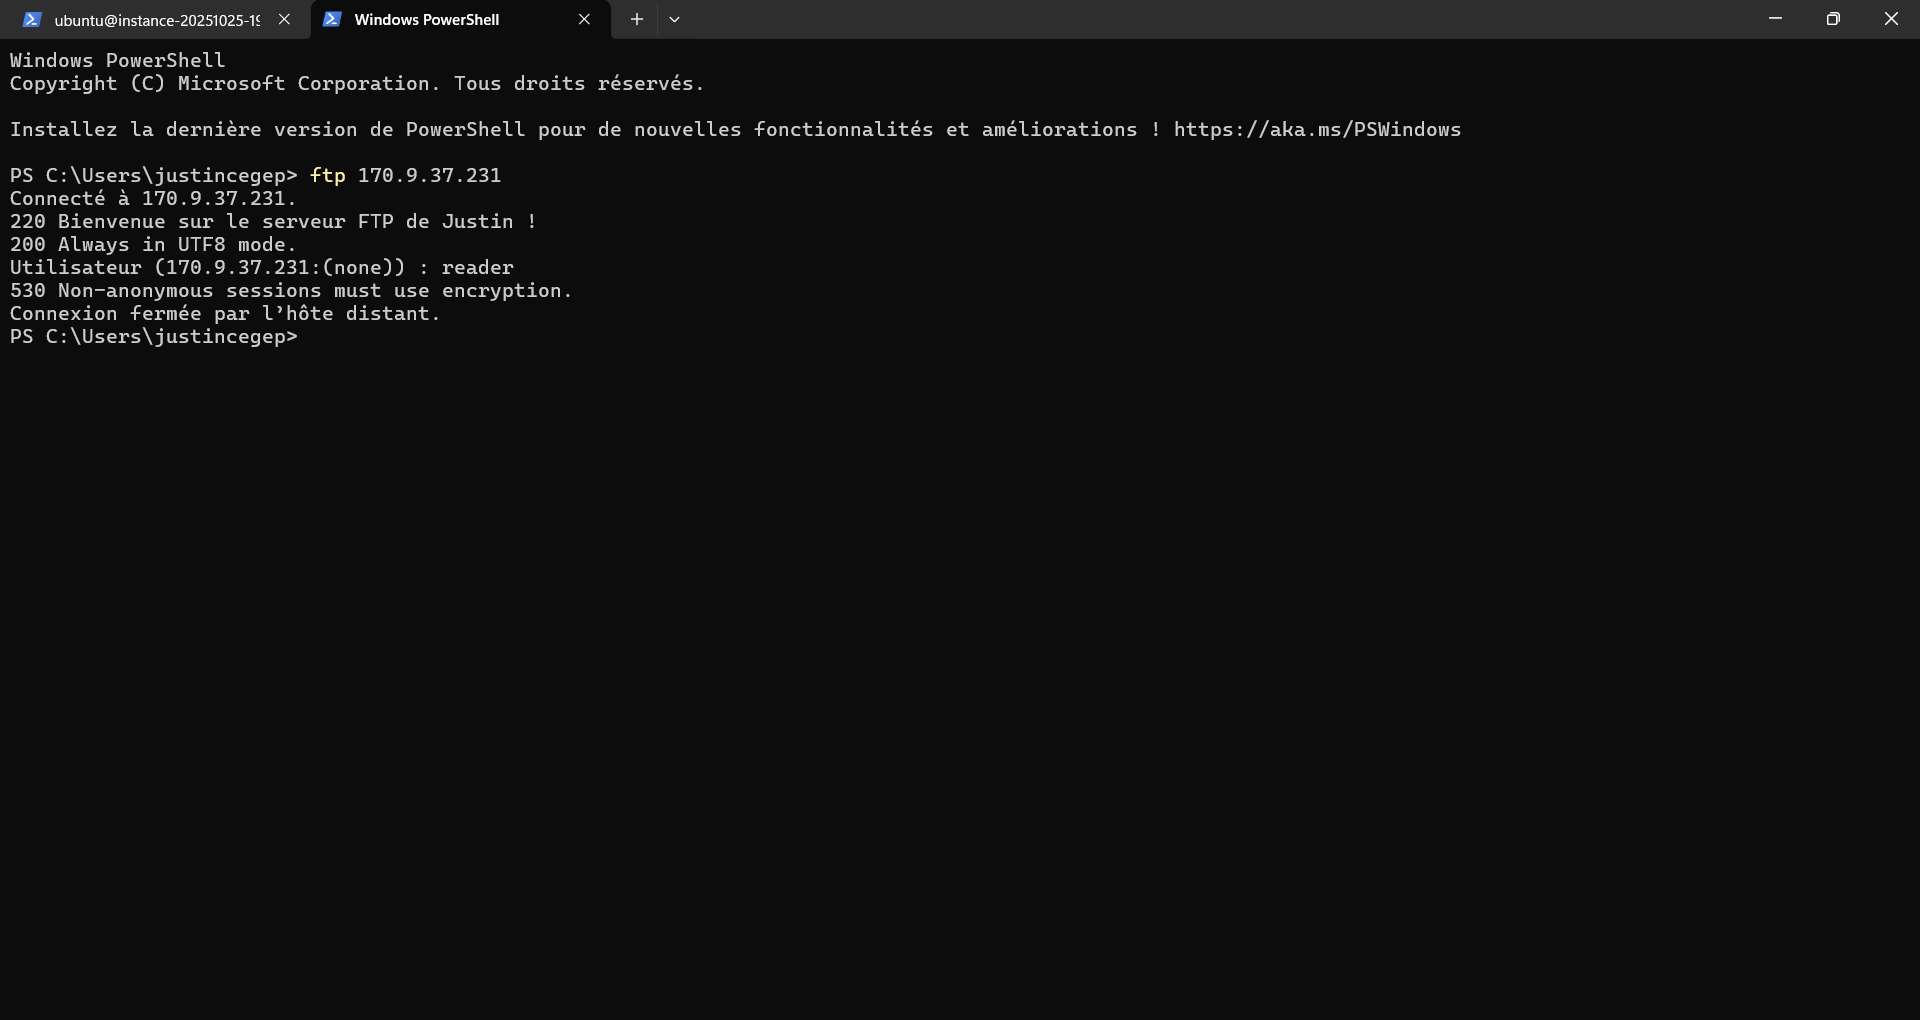 ubuntu@instance-20251025-19
Windows PowerShell
Windows PowerShell
Copyright (C) Microsoft Corporation. Tous droits réservés.
Installez la dernière version de PowerShell pour de nouvelles fonctionnalités et améliorations ! https://aka.ms/PSWindows
PS C:\Users\justincegep> ftp 170.9.37.231
Connecté à 170.9.37.231.
220 Bienvenue sur le serveur FTP de Justin !
200 Always in UTF8 mode.
Utilisateur (170.9.37.231:(none)) : reader
530 Non-anonymous sessions must use encryption.
Connexion fermée par l’hôte distant.
PS C:\Users\justincegep>